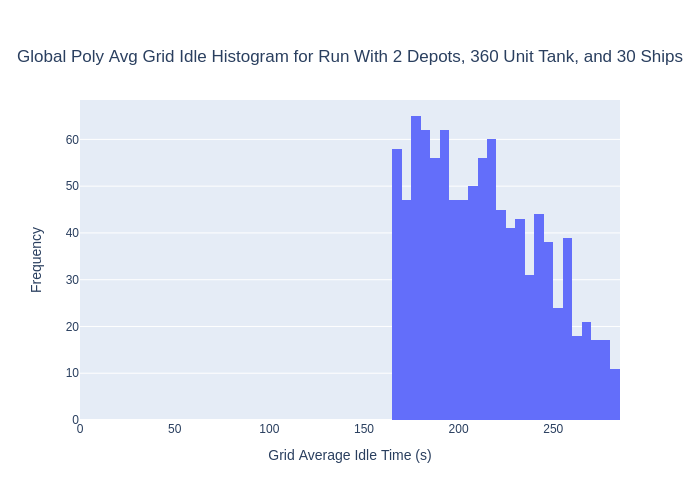 Global Poly Avg Grid Idle Histogram for Run With 2 Depots, 360 Unit Tank, and 30 Ships
Frequency
60
50
40
30
20
10
0
0 50 100 150 200 250
Grid Average Idle Time (s)